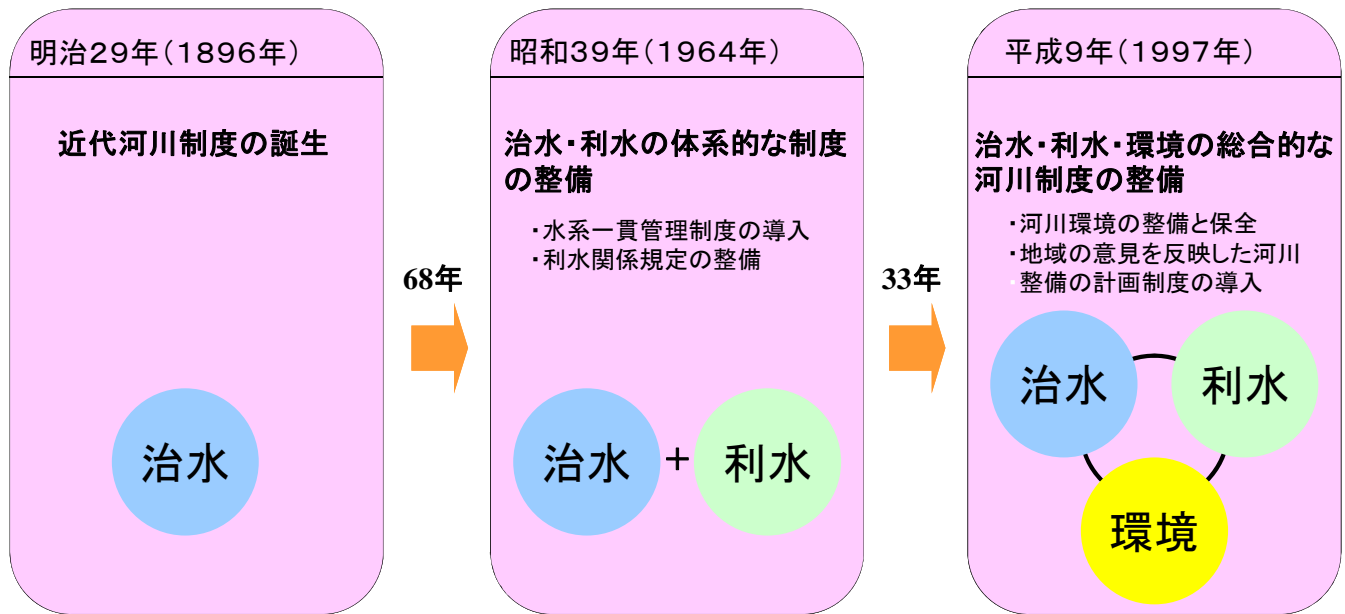 明治29年(1896年)
近代河川制度の誕生
治水
68年
昭和39年(1964年)
治水・利水の体系的な制度
の整備
・水系一貫管理制度の導入
・利水関係規定の整備
治水 + 利水
33年
平成9年(1997年)
治水・利水・環境の総合的な
河川制度の整備
・河川環境の整備と保全
・地域の意見を反映した河川
整備の計画制度の導入
治水 利水
環境